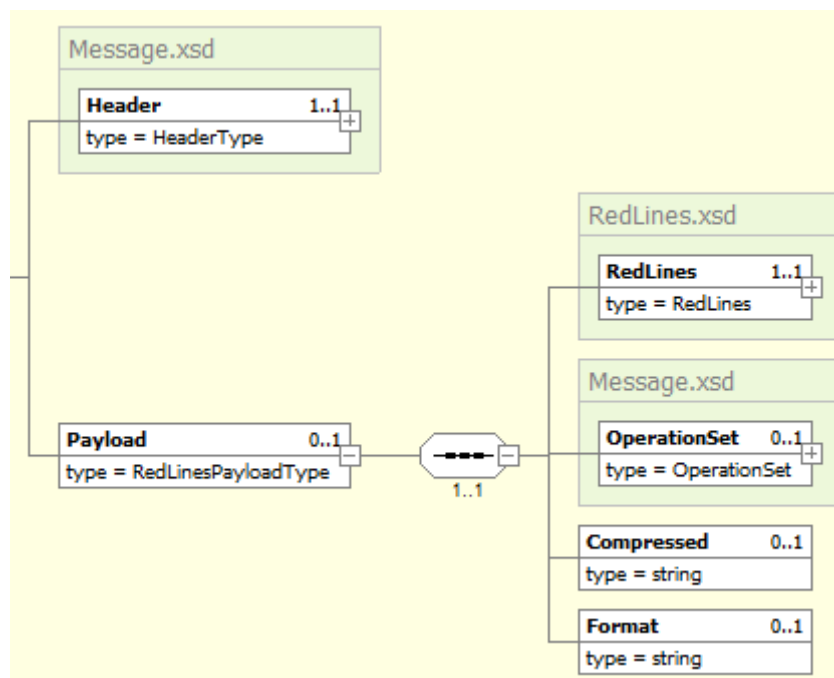 Message.xsd
Header 1..1
type = HeaderType
RedLines.xsd
RedLines 1..1
type = RedLines
Message.xsd
Payload 0..1
type = RedLinesPayloadType
1..1
OperationSet 0..1
type = OperationSet
Compressed 0..1
type = string
Format 0..1
type = string